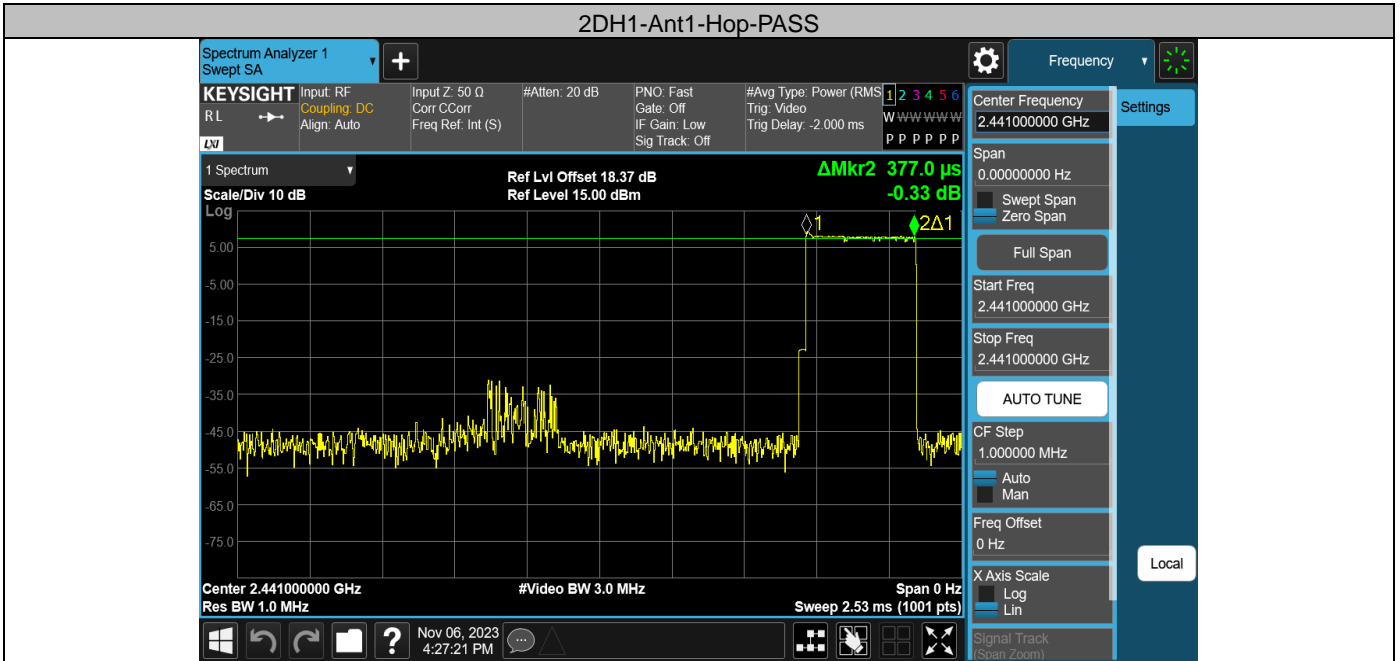 2DH1-Ant1-Hop-PASS
Spectrum Analyzer 1
Swept SA
Frequency
KEYSIGHT
RL
LXI
Input: RF
Coupling: DC
Align: Auto
Input Z: 50 Ω
Corr CCorr
Freq Ref: Int (S)
#Atten: 20 dB
PNO: Fast
Gate: Off
IF Gain: Low
Sig Track: Off
#Avg Type: Power (RMS
Trig: Video
Trig Delay: -2.000 ms
1 2 3 4 5 6
W W W W W W
P P P P P P
1 Spectrum
Scale/Div 10 dB
Log
Ref Lvl Offset 18.37 dB
Ref Level 15.00 dBm
ΔMkr2 377.0 µs
-0.33 dB
1
2Δ1
5.00
-5.00
-15.0
-25.0
-35.0
-45.0
-55.0
-65.0
-75.0
Center 2.441000000 GHz
Res BW 1.0 MHz
#Video BW 3.0 MHz
Span 0 Hz
Sweep 2.53 ms (1001 pts)
Center Frequency
2.441000000 GHz
Settings
Span
0.00000000 Hz
Swept Span
Zero Span
Full Span
Start Freq
2.441000000 GHz
Stop Freq
2.441000000 GHz
AUTO TUNE
CF Step
1.000000 MHz
Auto
Man
Freq Offset
0 Hz
X Axis Scale
Log
Lin
Local
Signal Track
(Span Zoom)
?
Nov 06, 2023
4:27:21 PM